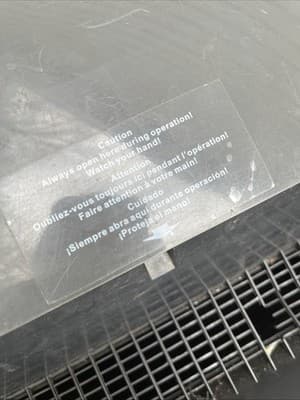 Caution
Always open here during operation!
Watch your hand!
Attention
Oubliez-vous toujours ici pendant l'opération!
Faire attention à votre main!
Cuidado
¡Siempre abra aquí durante operación!
¡Proteja el meno!